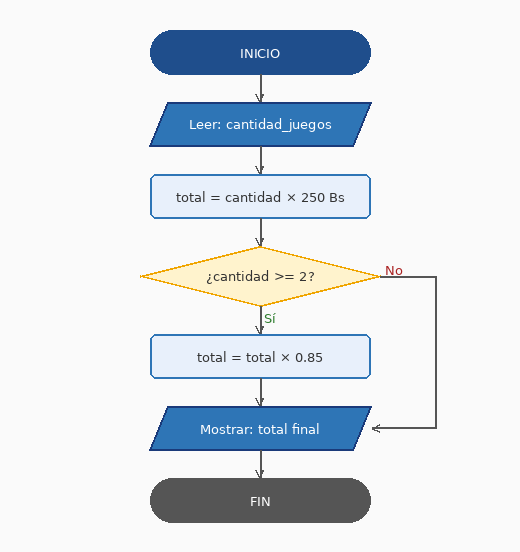 INICIO
Leer: cantidad_juegos
total = cantidad × 250 Bs
¿cantidad >= 2?
No
Sí
total = total × 0.85
Mostrar: total final
FIN